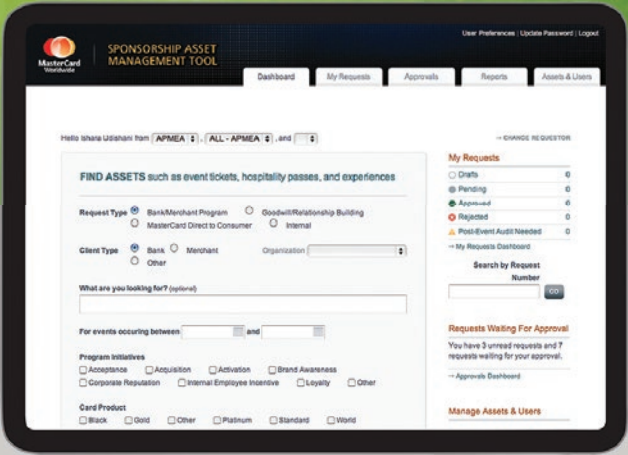 User Preferences | Update Password | Logout
MasterCard
Worldwide
SPONSORSHIP ASSET
MANAGEMENT TOOL
Dashboard
My Requests
Approvals
Reports
Assets & Users
Hello Ishara Udishani from APMEA , ALL - APMEA , and
→ CHANGE REQUESTOR
FIND ASSETS such as event tickets, hospitality passes, and experiences
Request Type Bank/Merchant Program Goodwill/Relationship Building
MasterCard Direct to Consumer Internal
Client Type Bank Merchant Organization
Other
What are you looking for? (optional)
For events occuring between and
Program Initiatives
Acceptance Acquisition Activation Brand Awareness
Corporate Reputation Internal Employee Incentive Loyalty Other
Card Product
Black Gold Other Platinum Standard World
My Requests
Drafts 0
Pending 0
Approved 0
Rejected 0
Post-Event Audit Needed 0
→ My Requests Dashboard
Search by Request
Number
GO
Requests Waiting For Approval
You have 3 unread requests and 7
requests waiting for your approval.
→ Approvals Dashboard
Manage Assets & Users